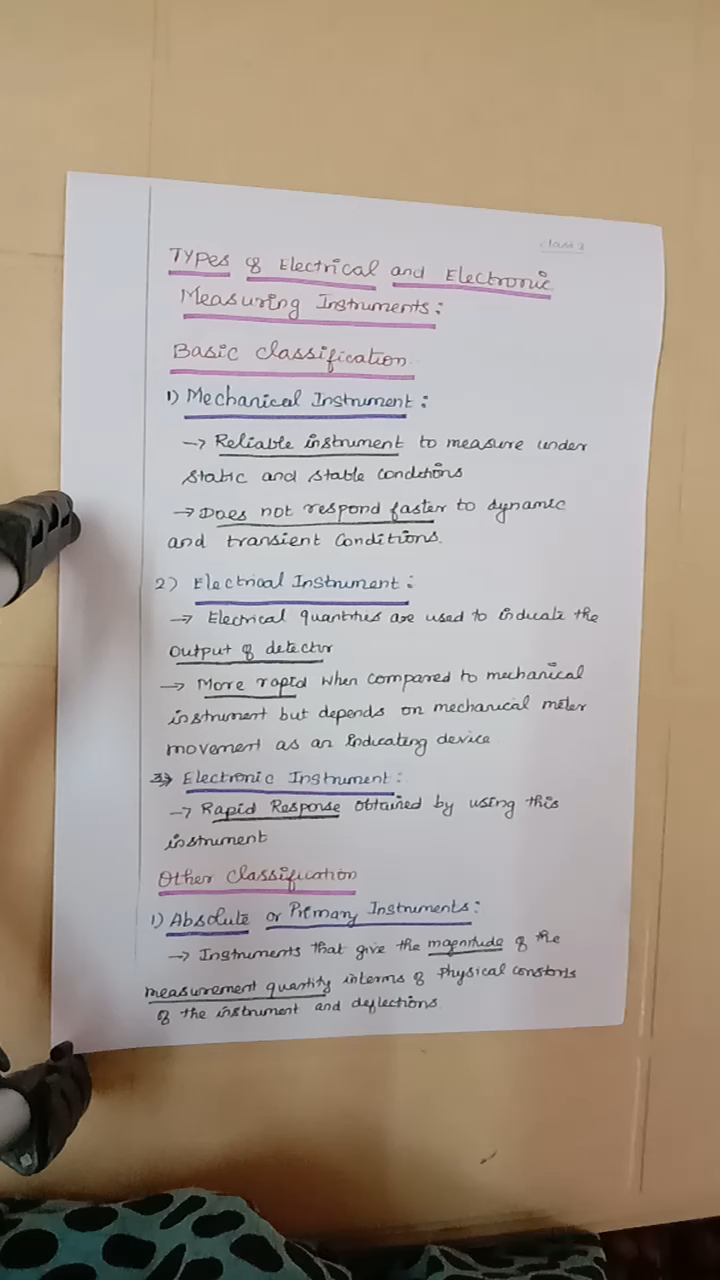 Class 3
Types of Electrical and Electronic
Measuring Instruments:
Basic classification
1) Mechanical Instrument:
→ Reliable instrument to measure under
static and stable conditions
→ Does not respond faster to dynamic
and transient conditions.
2) Electrical Instrument:
→ Electrical quantities are used to indicate the
output of detector
→ More rapid when compared to mechanical
instrument but depends on mechanical meter
movement as an indicating device
3) Electronic Instrument:
→ Rapid Response obtained by using this
instrument
Other classification
1) Absolute or Primary Instruments:
→ Instruments that give the magnitude of the
measurement quantity interms of physical constants
of the instrument and deflections.